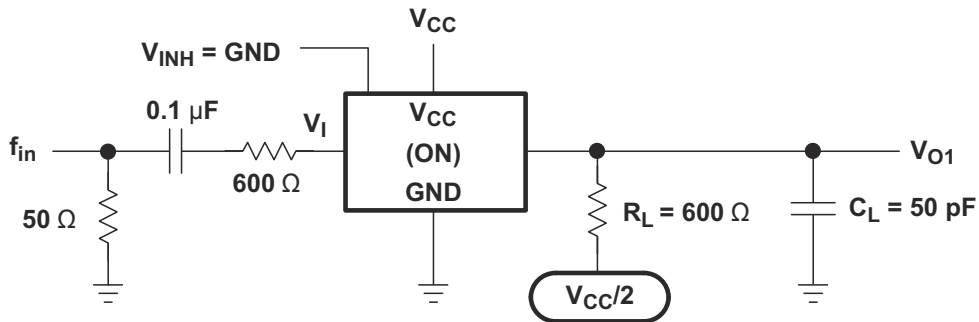 V_CC
V_INH = GND
0.1 µF
V_CC
V_I
f_in
(ON)
V_O1
600 Ω
GND
50 Ω
R_L = 600 Ω
C_L = 50 pF
V_CC/2